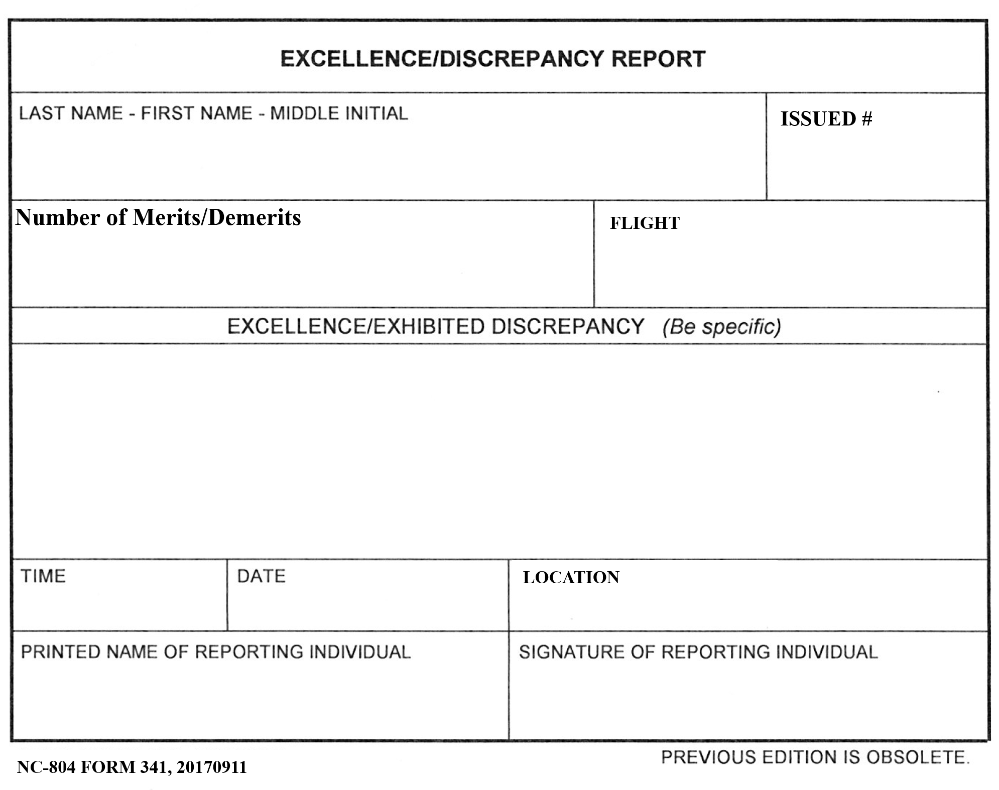 EXCELLENCE/DISCREPANCY REPORT
LAST NAME - FIRST NAME - MIDDLE INITIAL
ISSUED #
Number of Merits/Demerits
FLIGHT
EXCELLENCE/EXHIBITED DISCREPANCY (Be specific)
TIME
DATE
LOCATION
PRINTED NAME OF REPORTING INDIVIDUAL
SIGNATURE OF REPORTING INDIVIDUAL
PREVIOUS EDITION IS OBSOLETE.
NC-804 FORM 341, 20170911